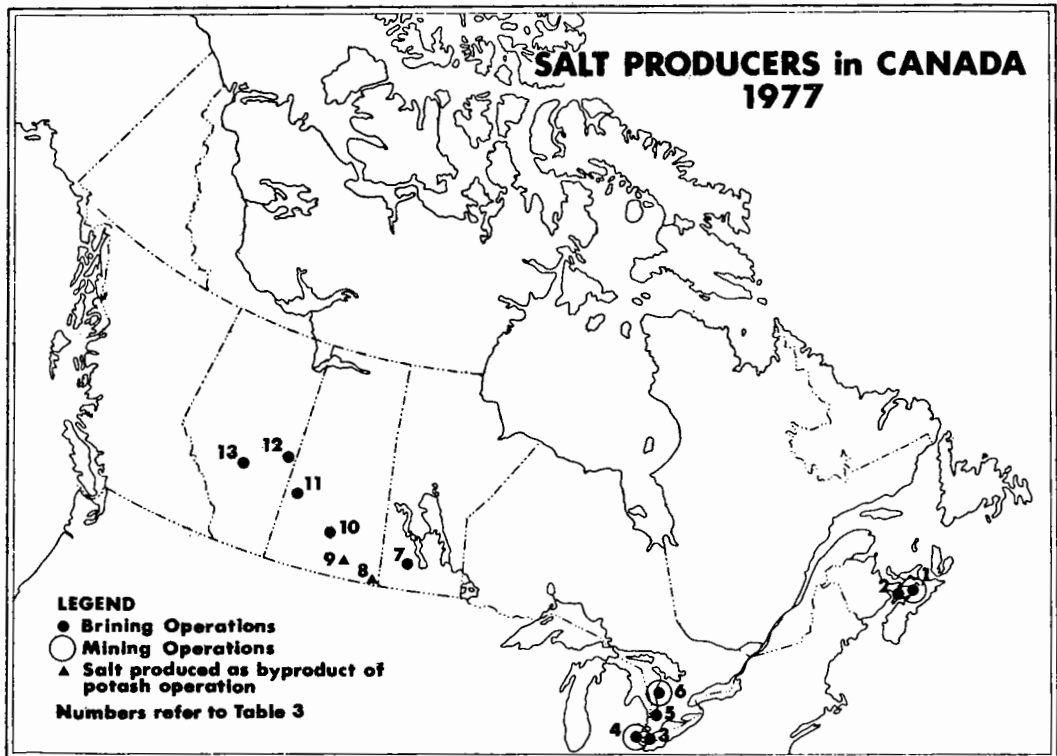 SALT PRODUCERS in CANADA
1977
13
12
11
10
9
8
7
2
1
6
5
4
3
LEGEND
Brining Operations
Mining Operations
Salt produced as byproduct of
potash operation
Numbers refer to Table 3